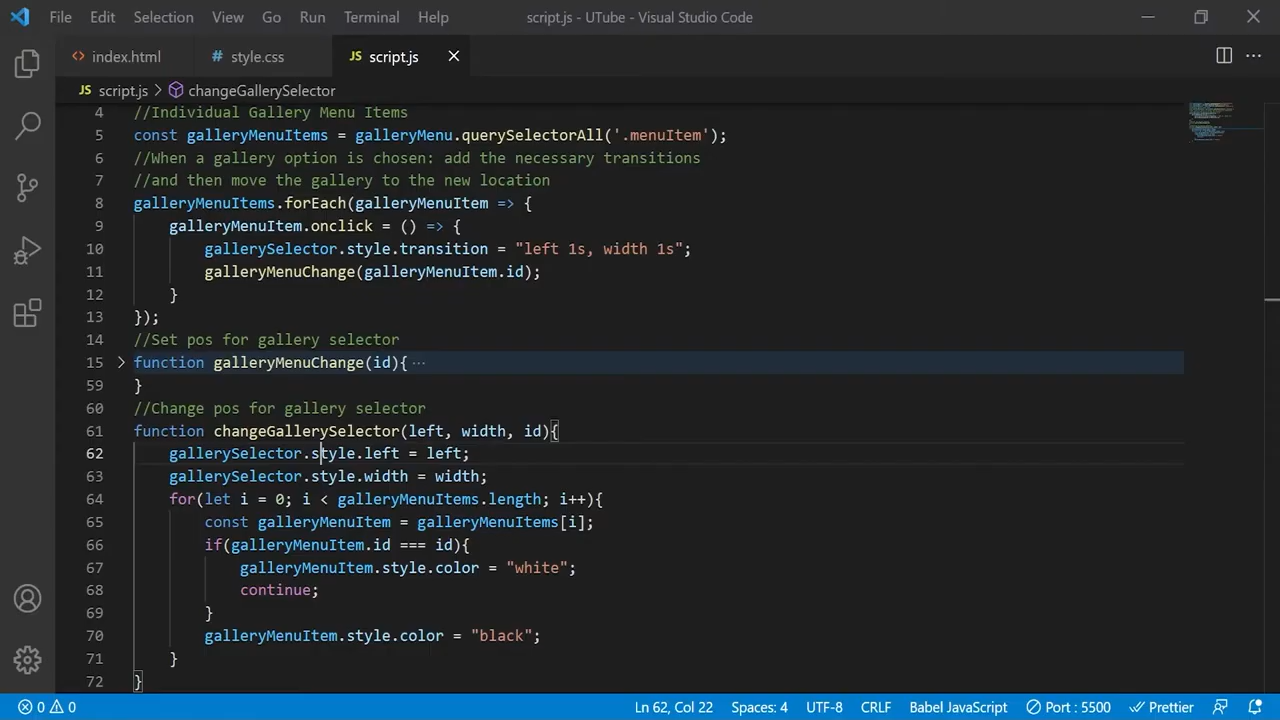 File Edit Selection View Go Run Terminal Help script.js - UTube - Visual Studio Code
index.html style.css JS script.js
JS script.js > changeGallerySelector
4 //Individual Gallery Menu Items
5 const galleryMenuItems = galleryMenu.querySelectorAll('.menuItem');
6 //When a gallery option is chosen: add the necessary transitions
7 //and then move the gallery to the new location
8 galleryMenuItems.forEach(galleryMenuItem => {
9 galleryMenuItem.onclick = () => {
10 gallerySelector.style.transition = "left 1s, width 1s";
11 galleryMenuChange(galleryMenuItem.id);
12 }
13 });
14 //Set pos for gallery selector
15 function galleryMenuChange(id){ ···
59 }
60 //Change pos for gallery selector
61 function changeGallerySelector(left, width, id){
62 gallerySelector.style.left = left;
63 gallerySelector.style.width = width;
64 for(let i = 0; i < galleryMenuItems.length; i++){
65 const galleryMenuItem = galleryMenuItems[i];
66 if(galleryMenuItem.id === id){
67 galleryMenuItem.style.color = "white";
68 continue;
69 }
70 galleryMenuItem.style.color = "black";
71 }
72 }
0 0 Ln 62, Col 22 Spaces: 4 UTF-8 CRLF Babel JavaScript Port : 5500 Prettier